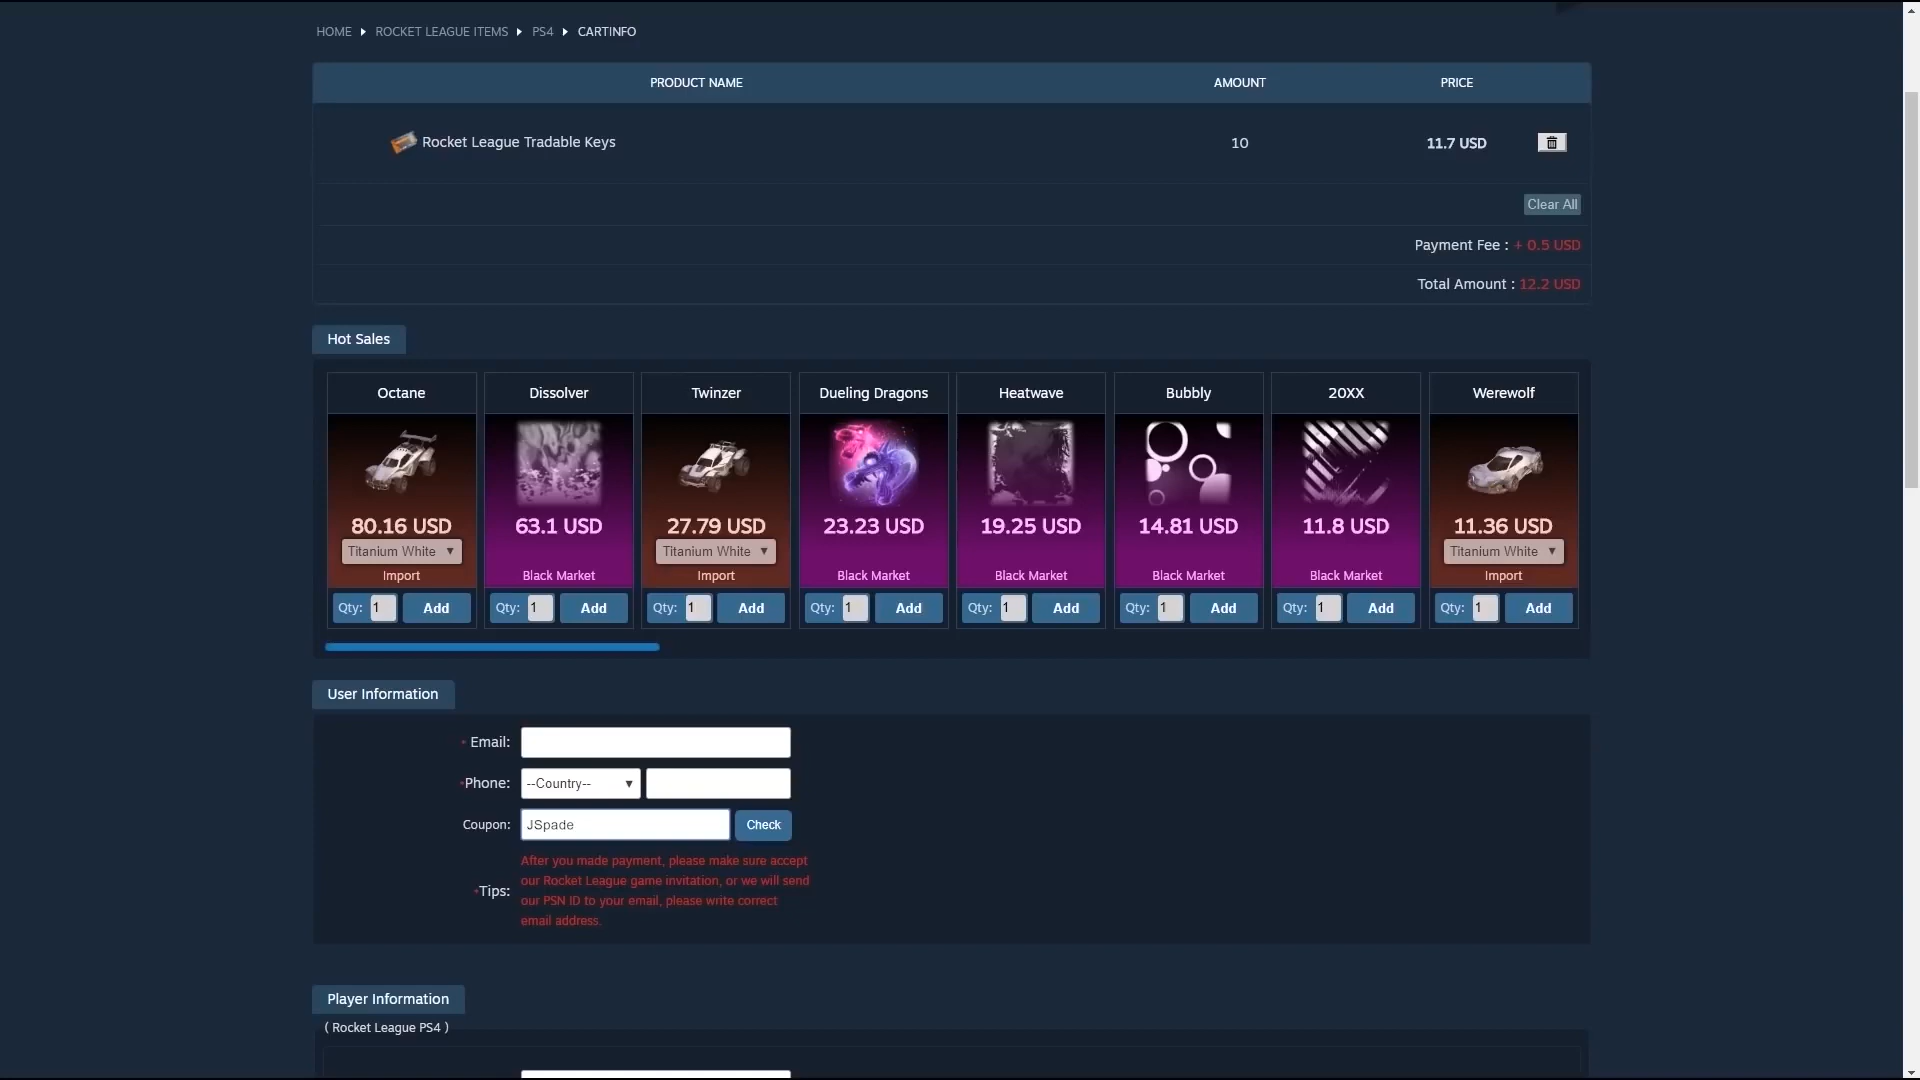 HOME ROCKET LEAGUE ITEMS PS4 CARTINFO
PRODUCT NAME AMOUNT PRICE
Rocket League Tradable Keys 10 11.7 USD
Clear All
Payment Fee : + 0.5 USD
Total Amount : 12.2 USD
Hot Sales
Octane Dissolver Twinzer Dueling Dragons Heatwave Bubbly 20XX Werewolf
80.16 USD 63.1 USD 27.79 USD 23.23 USD 19.25 USD 14.81 USD 11.8 USD 11.36 USD
Titanium White Titanium White Titanium White
Import Black Market Import Black Market Black Market Black Market Black Market Import
Qty: 1 Add Qty: 1 Add Qty: 1 Add Qty: 1 Add Qty: 1 Add Qty: 1 Add Qty: 1 Add Qty: 1 Add
User Information
* Email:
*Phone: --Country--
Coupon: JSpade Check
*Tips:
After you made payment, please make sure accept
our Rocket League game invitation, or we will send
our PSN ID to your email, please write correct
email address.
Player Information
( Rocket League PS4 )